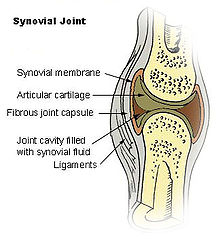 Synovial Joint
Synovial membrane
Articular cartilage
Fibrous joint capsule
Joint cavity filled
with synovial fluid
Ligaments